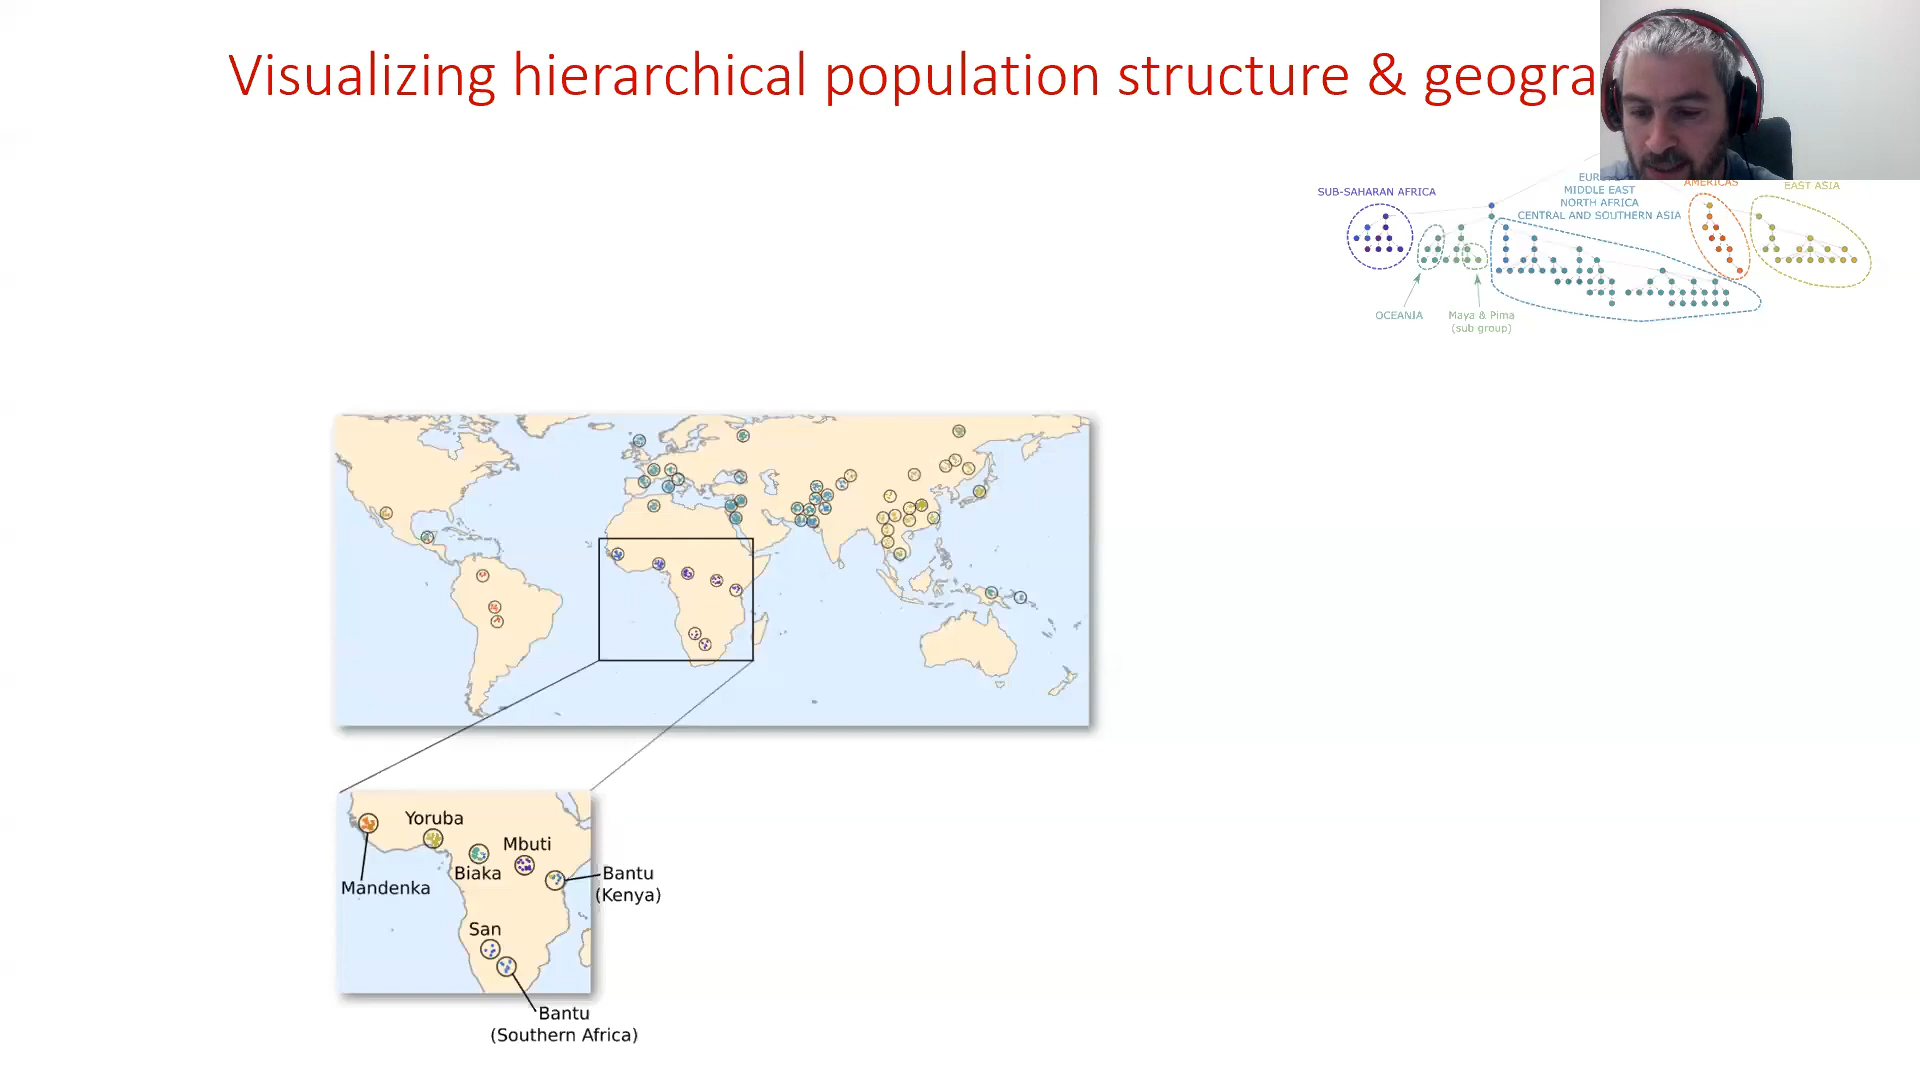 Visualizing hierarchical population structure & geogra
SUB-SAHARAN AFRICA
MIDDLE EAST
NORTH AFRICA
CENTRAL AND SOUTHERN ASIA
AMERICAS
EAST ASIA
OCEANIA
Maya & Pima
(sub group)
Yoruba
Mbuti
Biaka
Mandenka
Bantu
(Kenya)
San
Bantu
(Southern Africa)